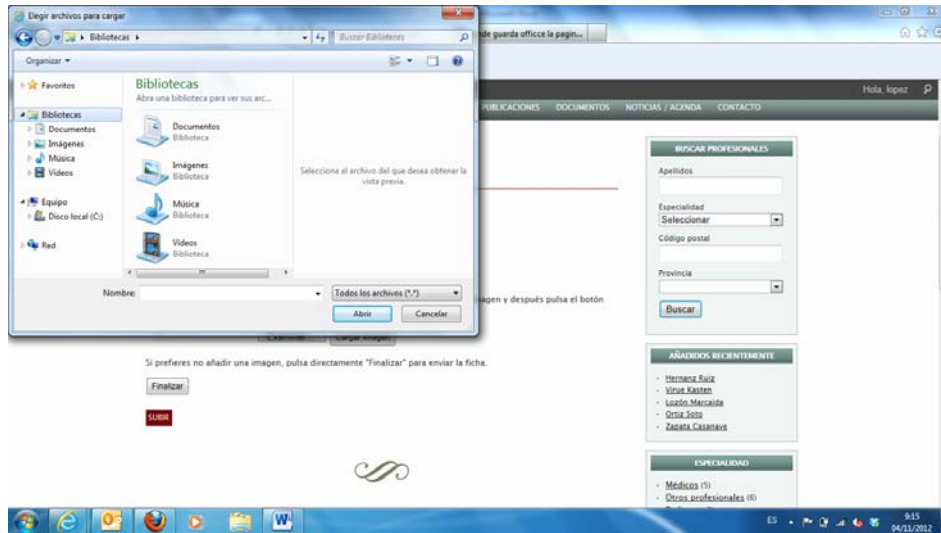 Elegir archivos para cargar
Bibliotecas
Buscar Bibliotecas
Organizar
Favoritos
Bibliotecas
Documentos
Imágenes
Música
Vídeos
Equipo
Disco local (C:)
Red
Bibliotecas
Abra una biblioteca para ver sus arc...
Documentos
Biblioteca
Imágenes
Biblioteca
Música
Biblioteca
Vídeos
Biblioteca
Seleccione el archivo del que desea obtener la
vista previa.
Nombre:
Todos los archivos (*.*)
Abrir Cancelar
guarda officce la pagin...
Hola, lopez
PUBLICACIONES DOCUMENTOS NOTICIAS / AGENDA CONTACTO
y después pulsa el botón
Cargar imagen
Si prefieres no añadir una imagen, pulsa directamente "Finalizar" para enviar la ficha.
Finalizar
SUBIR
BUSCAR PROFESIONALES
Apellidos
Especialidad
Seleccionar
Código postal
Provincia
Buscar
AÑADIDOS RECIENTEMENTE
Hernanz Ruiz
Virue Kasten
Lozón Marcaida
Ortiz Soto
Zapata Casanave
ESPECIALIDAD
Médicos (5)
Otros profesionales (6)
ES
9:15
04/11/2012